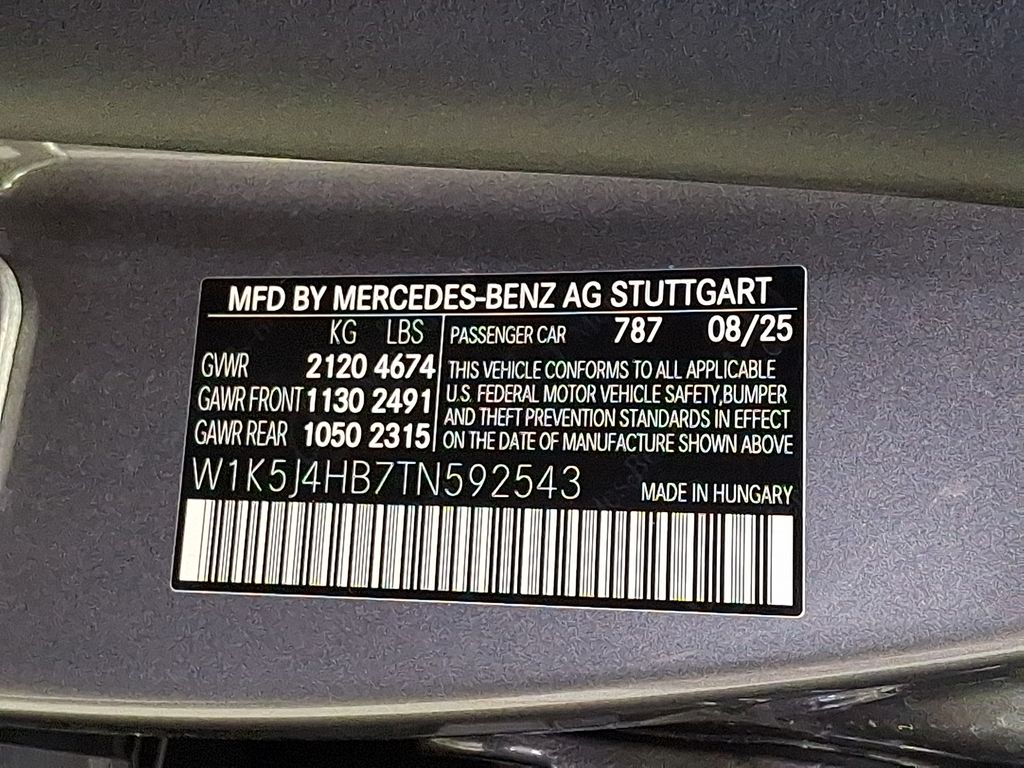 MFD BY MERCEDES-BENZ AG STUTTGART
KG LBS
GVWR 2120 4674
GAWR FRONT 1130 2491
GAWR REAR 1050 2315
PASSENGER CAR 787 08/25
THIS VEHICLE CONFORMS TO ALL APPLICABLE
U.S. FEDERAL MOTOR VEHICLE SAFETY,BUMPER
AND THEFT PREVENTION STANDARDS IN EFFECT
ON THE DATE OF MANUFACTURE SHOWN ABOVE
W1K5J4HB7TN592543
MADE IN HUNGARY